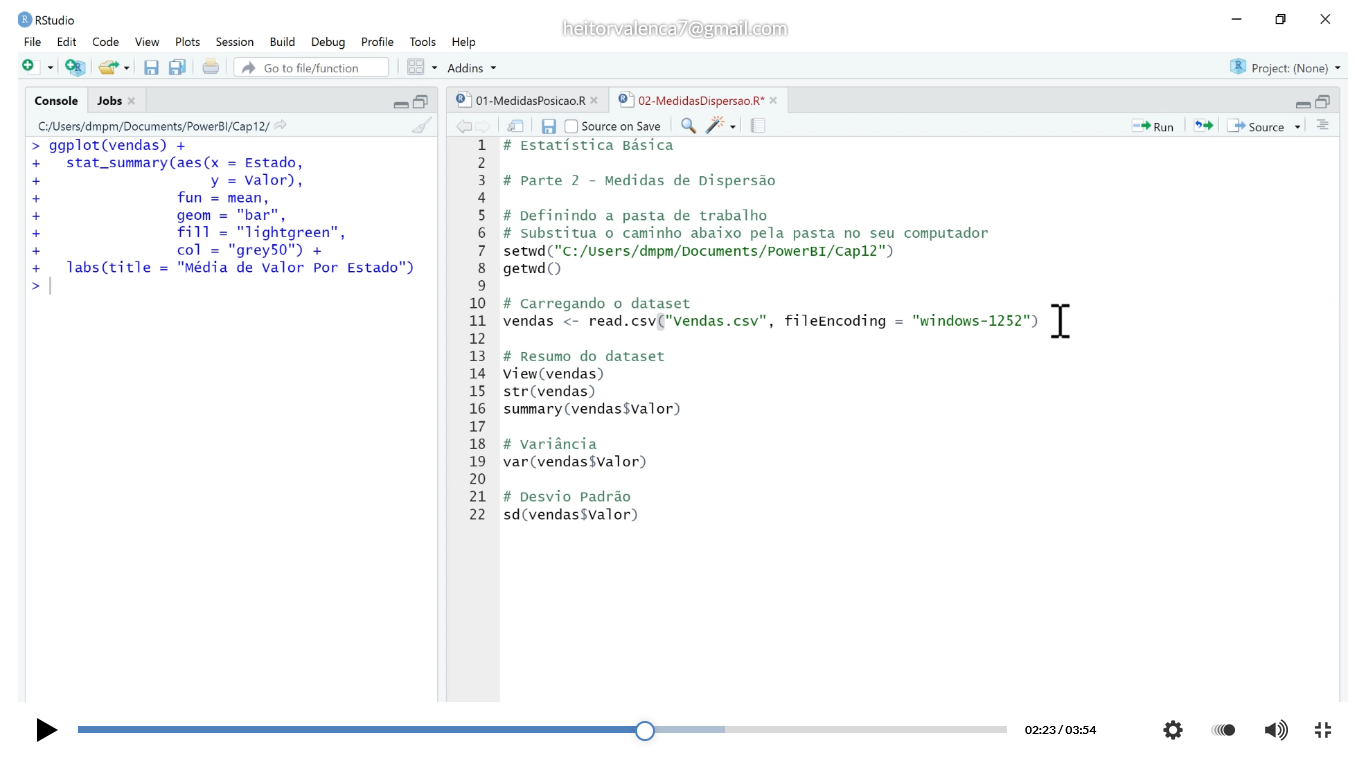 RStudio
heitorvalenca7@gmail.com
File Edit Code View Plots Session Build Debug Profile Tools Help
Go to file/function Addins Project: (None)
Console Jobs
C:/Users/dmpm/Documents/PowerBI/Cap12/
> ggplot(vendas) +
+   stat_summary(aes(x = Estado,
+                    y = Valor),
+                fun = mean,
+                geom = "bar",
+                fill = "lightgreen",
+                col = "grey50") +
+   labs(title = "Média de Valor Por Estado")
>
01-MedidasPosicao.R 02-MedidasDispersao.R*
Source on Save Run Source
1 # Estatística Básica
2
3 # Parte 2 - Medidas de Dispersão
4
5 # Definindo a pasta de trabalho
6 # Substitua o caminho abaixo pela pasta no seu computador
7 setwd("C:/Users/dmpm/Documents/PowerBI/Cap12")
8 getwd()
9
10 # Carregando o dataset
11 vendas <- read.csv("Vendas.csv", fileEncoding = "windows-1252")
12
13 # Resumo do dataset
14 View(vendas)
15 str(vendas)
16 summary(vendas$Valor)
17
18 # Variância
19 var(vendas$Valor)
20
21 # Desvio Padrão
22 sd(vendas$Valor)
02:23 / 03:54